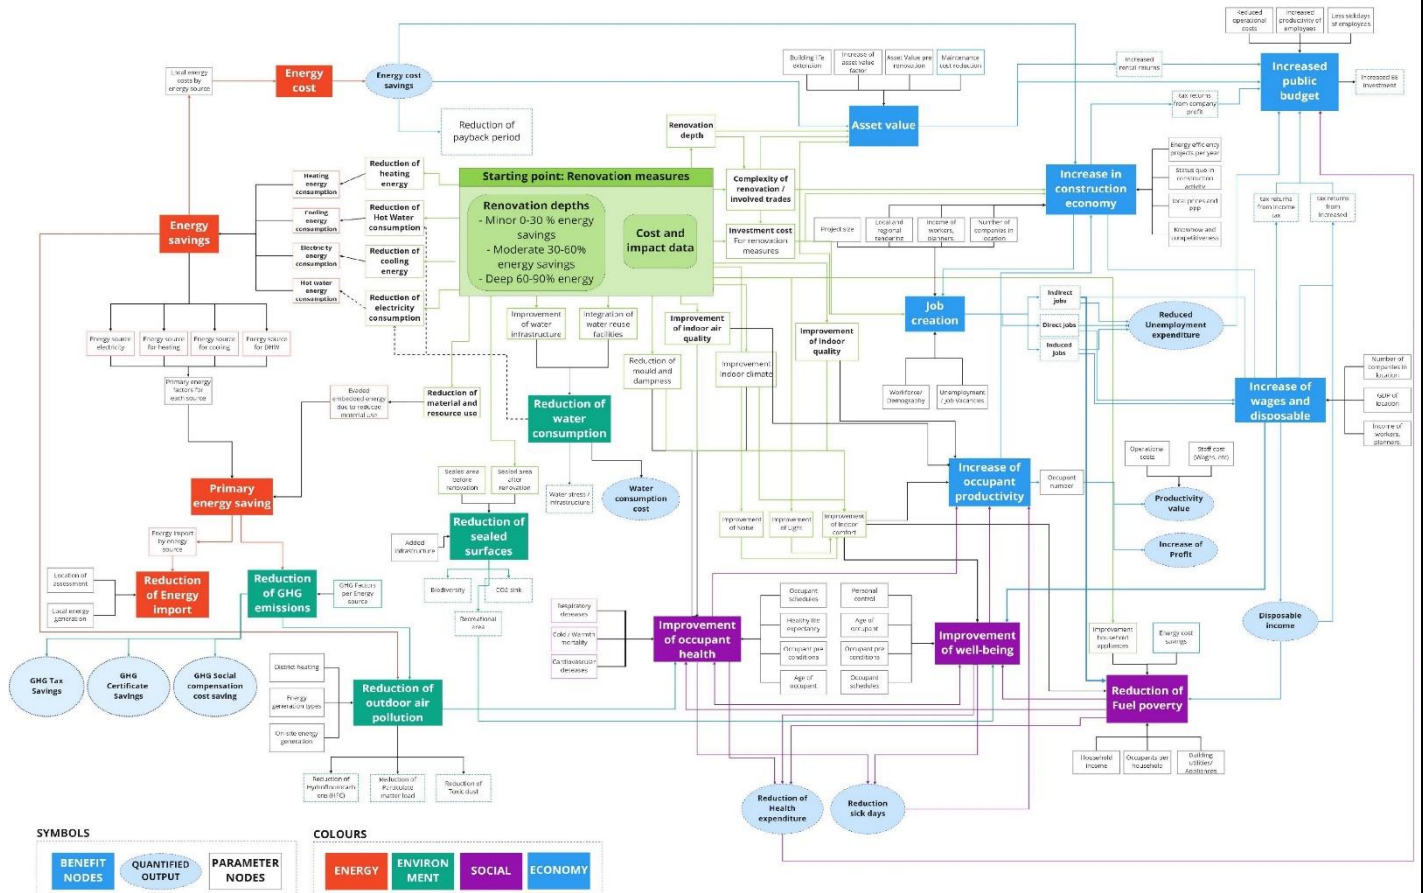 Reduced
operational
costs
Increased
productivity of
employees
Less sickdays
of employees
Increased
public
budget
Increased EE
investment
Increased
rental returns
tax returns
from company
profit
Local energy
costs by
energy source
Energy
cost
Energy cost
savings
Reduction of
payback period
Building life
extension
Increase of
asset value
factor
Asset Value pre
renovation
Maintenance
cost reduction
Asset value
Renovation
depth
Complexity of
renovation /
involved trades
Investment cost
For renovation
measures
Starting point: Renovation measures
Renovation depths
- Minor 0-30 % energy
savings
- Moderate 30-60%
energy savings
- Deep 60-90% energy
Cost and
impact data
Reduction of
heating energy
Reduction of
Hot Water
consumption
Reduction of
cooling energy
Reduction of
electricity
consumption
Heating
energy
consumption
Cooling
energy
consumption
Electricity
energy
consumption
Hot water
energy
consumption
Energy
savings
Increase in
construction
economy
Energy efficiency
projects per year
Status quo in
construction
activity
local prices and
PPP
Knowhow and
competitiveness
tax returns
from income
tax
tax returns
from
increased
Project size
Local and
regional
tendering
Income of
workers,
planners,
Number of
companies in
location
Job
creation
Indirect
jobs
Direct jobs
Induced
jobs
Reduced
Unemployment
expenditure
Workforce/
Demography
Unemployment
/ Job vacancies
Increase of
wages and
disposable
Number of
companies in
location
GDP of
location
Income of
workers,
planners,
Energy source
electricity
Energy source
for heating
Energy source
for cooling
Energy source
for DHW
Primary energy
factors for
each source
Evaded
embedded energy
due to reduced
material use
Reduction of
material and
resource use
Improvement
of water
infrastructure
Integration of
water reuse
facilities
Reduction of
mould and
dampness
Improvement
of indoor air
quality
Improvement
indoor climate
Improvement
of indoor
quality
Reduction of
water
consumption
Water stress /
infrastructure
Water
consumption
cost
Sealed area
before
renovation
Sealed area
after
renovation
Reduction of
sealed
surfaces
Added
infrastructure
Biodiversity
CO2 sink
Recreational
area
Primary
energy saving
Energy import
by energy
source
Reduction
of Energy
import
Location of
assessment
Local energy
generation
Reduction
of GHG
emissions
GHG Factors
per Energy
source
GHG Tax
Savings
GHG
Certificate
Savings
GHG Social
compensation
cost saving
Increase of
occupant
productivity
Occupant
number
Operationa
costs
Staff cost
(Wages, etc)
Productivity
value
Increase of
Profit
Improvement
of Noise
Improvement
of Light
Improvement
of Indoor
comfort
Respiratory
diseases
Cold / Warmth
mortality
Cardiovascular
deseases
Improvement
of occupant
health
Occupant
schedules
Healthy life
expectancy
Occupant pre
conditions
Age of
occupant
Personal
control
Age of
occupant
Occupant pre
conditions
Occupant
schedules
Improvement
of well-being
Improvement
household
appliances
Energy cost
savings
Disposable
income
Reduction of
Fuel poverty
Household
income
Occupants per
household
Building
utilities/
Appliances
District heating
Energy
generation types
On-site energy
generation
Reduction of
outdoor air
pollution
Reduction of
Hydroflourocarb
ons (HFC)
Reduction of
Particulate
matter load
Reduction of
Toxic dust
Reduction of
Health
expenditure
Reduction
sick days
SYMBOLS
BENEFIT
NODES
QUANTIFIED
OUTPUT
PARAMETER
NODES
COLOURS
ENERGY
ENVIRON
MENT
SOCIAL
ECONOMY